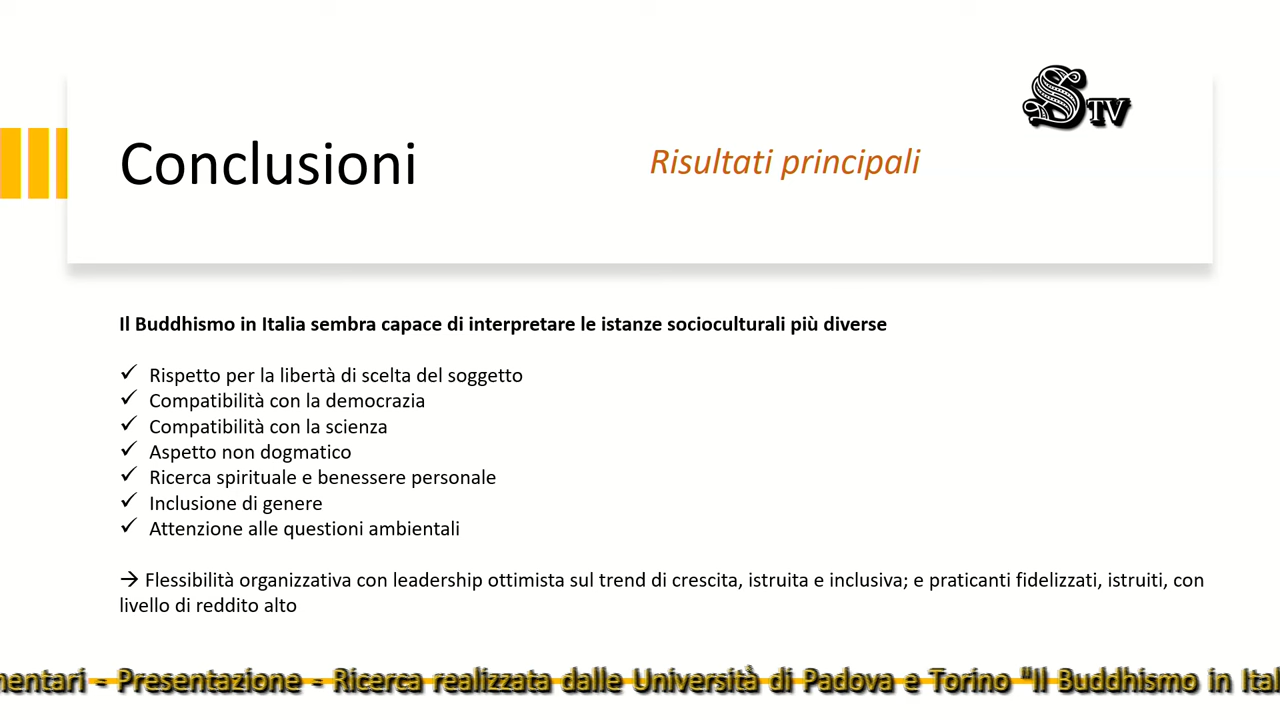 STV
Conclusioni
Risultati principali
Il Buddhismo in Italia sembra capace di interpretare le istanze socioculturali più diverse
✓ Rispetto per la libertà di scelta del soggetto
✓ Compatibilità con la democrazia
✓ Compatibilità con la scienza
✓ Aspetto non dogmatico
✓ Ricerca spirituale e benessere personale
✓ Inclusione di genere
✓ Attenzione alle questioni ambientali
→ Flessibilità organizzativa con leadership ottimista sul trend di crescita, istruita e inclusiva; e praticanti fidelizzati, istruiti, con
livello di reddito alto
mentari - Presentazione - Ricerca realizzata dalle Università di Padova e Torino "Il Buddhismo in Ital